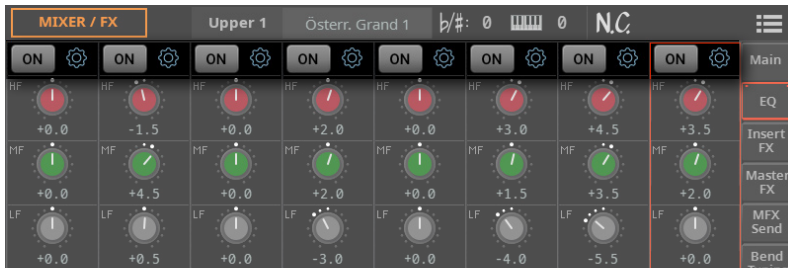 MIXER / FX Upper 1 Österr. Grand 1 ♭/♯: 0 0 N.C.
ON ON ON ON ON ON ON ON Main
HF HF HF HF HF HF HF HF EQ
+0.0 -1.5 +0.0 +2.0 +0.0 +3.0 +4.5 +3.5
Insert
FX
MF MF MF MF MF MF MF MF
+0.0 +4.5 +0.0 +2.0 +0.0 +1.5 +3.5 +2.0
Master
FX
LF LF LF LF LF LF LF LF
MFX
Send
+0.0 +0.5 +0.0 -3.0 +0.0 -4.0 -5.5 +0.0
Bend